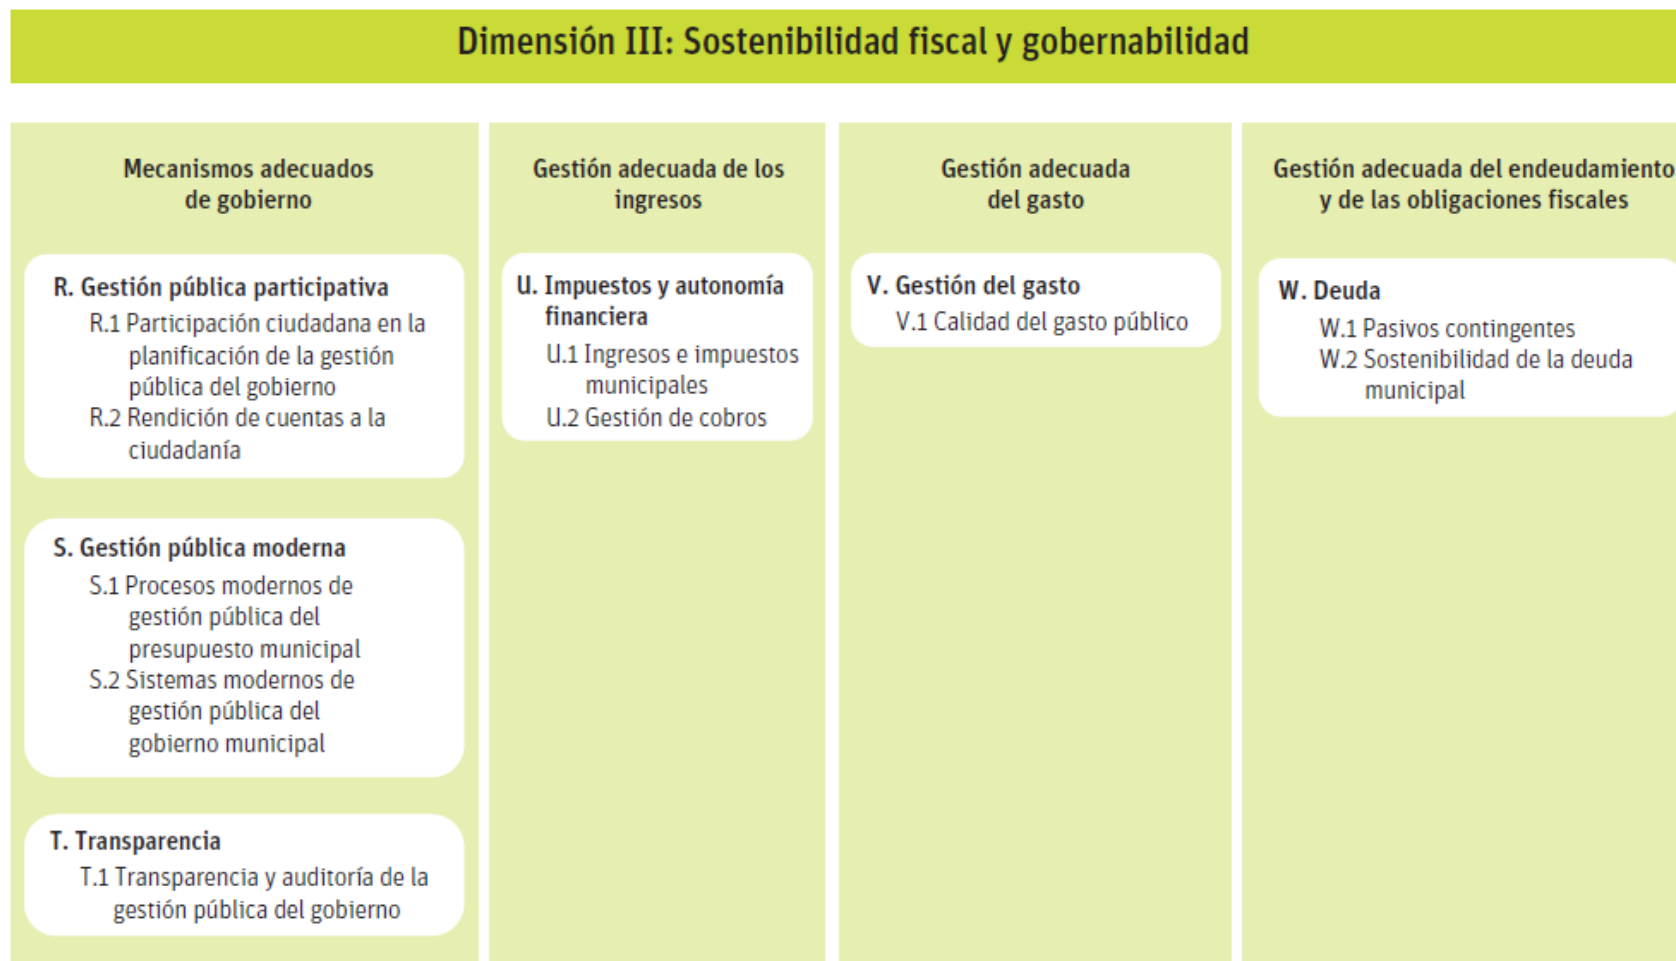 Dimensión III: Sostenibilidad fiscal y gobernabilidad
Mecanismos adecuados
de gobierno
R. Gestión pública participativa
R.1 Participación ciudadana en la
planificación de la gestión
pública del gobierno
R.2 Rendición de cuentas a la
ciudadanía
S. Gestión pública moderna
S.1 Procesos modernos de
gestión pública del
presupuesto municipal
S.2 Sistemas modernos de
gestión pública del
gobierno municipal
T. Transparencia
T.1 Transparencia y auditoría de la
gestión pública del gobierno
Gestión adecuada de los
ingresos
U. Impuestos y autonomía
financiera
U.1 Ingresos e impuestos
municipales
U.2 Gestión de cobros
Gestión adecuada
del gasto
V. Gestión del gasto
V.1 Calidad del gasto público
Gestión adecuada del endeudamiento
y de las obligaciones fiscales
W. Deuda
W.1 Pasivos contingentes
W.2 Sostenibilidad de la deuda
municipal